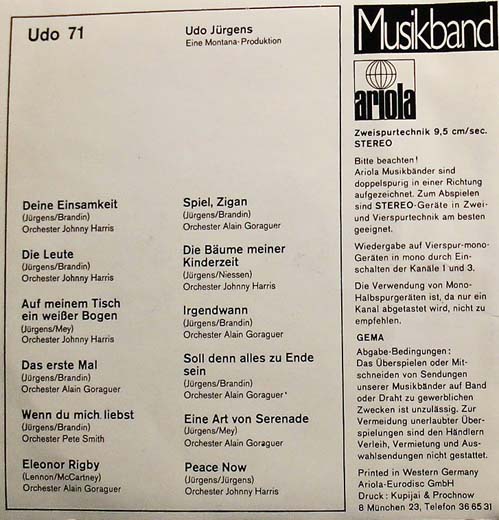 Udo 71
Udo Jürgens
Eine Montana-Produktion
Deine Einsamkeit
(Jürgens/Brandin)
Orchester Johnny Harris
Die Leute
(Jürgens/Brandin)
Orchester Johnny Harris
Auf meinem Tisch
ein weißer Bogen
(Jürgens/Mey)
Orchester Johnny Harris
Das erste Mal
(Jürgens/Brandin)
Orchester Alain Goraguer
Wenn du mich liebst
(Jürgens/Brandin)
Orchester Pete Smith
Eleonor Rigby
(Lennon/McCartney)
Orchester Alain Goraguer
Spiel, Zigan
(Jürgens/Brandin)
Orchester Alain Goraguer
Die Bäume meiner
Kinderzeit
(Jürgens/Niessen)
Orchester Johnny Harris
Irgendwann
(Jürgens/Brandin)
Orchester Alain Goraguer
Soll denn alles zu Ende
sein
(Jürgens/Brandin)
Orchester Alain Goraguer
Eine Art von Serenade
(Jürgens/Mey)
Orchester Alain Goraguer
Peace Now
(Jürgens/Jürgens)
Orchester Alain Goraguer
Musikband
ariola
Zweispurtechnik 9,5 cm/sec.
STEREO
Bitte beachten!
Ariola Musikbänder sind
doppelspurig in einer Richtung
aufgezeichnet. Zum Abspielen
sind STEREO-Geräte in Zwei-
und Vierspurtechnik am besten
geeignet.
Wiedergabe auf Vierspur-mono-
Geräten in mono durch Ein-
schalten der Kanäle 1 und 3.
Die Verwendung von Mono-
Halbspurgeräten ist, da nur ein
Kanal abgetastet wird, nicht zu
empfehlen.
GEMA
Abgabe-Bedingungen:
Das Überspielen oder Mit-
schneiden von Sendungen
unserer Musikbänder auf Band
oder Draht zu gewerblichen
Zwecken ist unzulässig. Zur
Vermeidung unerlaubter Über-
spielungen sind den Händlern
Verleih, Vermietung und Aus-
wahlsendungen nicht gestattet.
Printed in Western Germany
Ariola-Eurodisc GmbH
Druck: Kupijai & Prochnow
8 München 23, Telefon 36 65 31